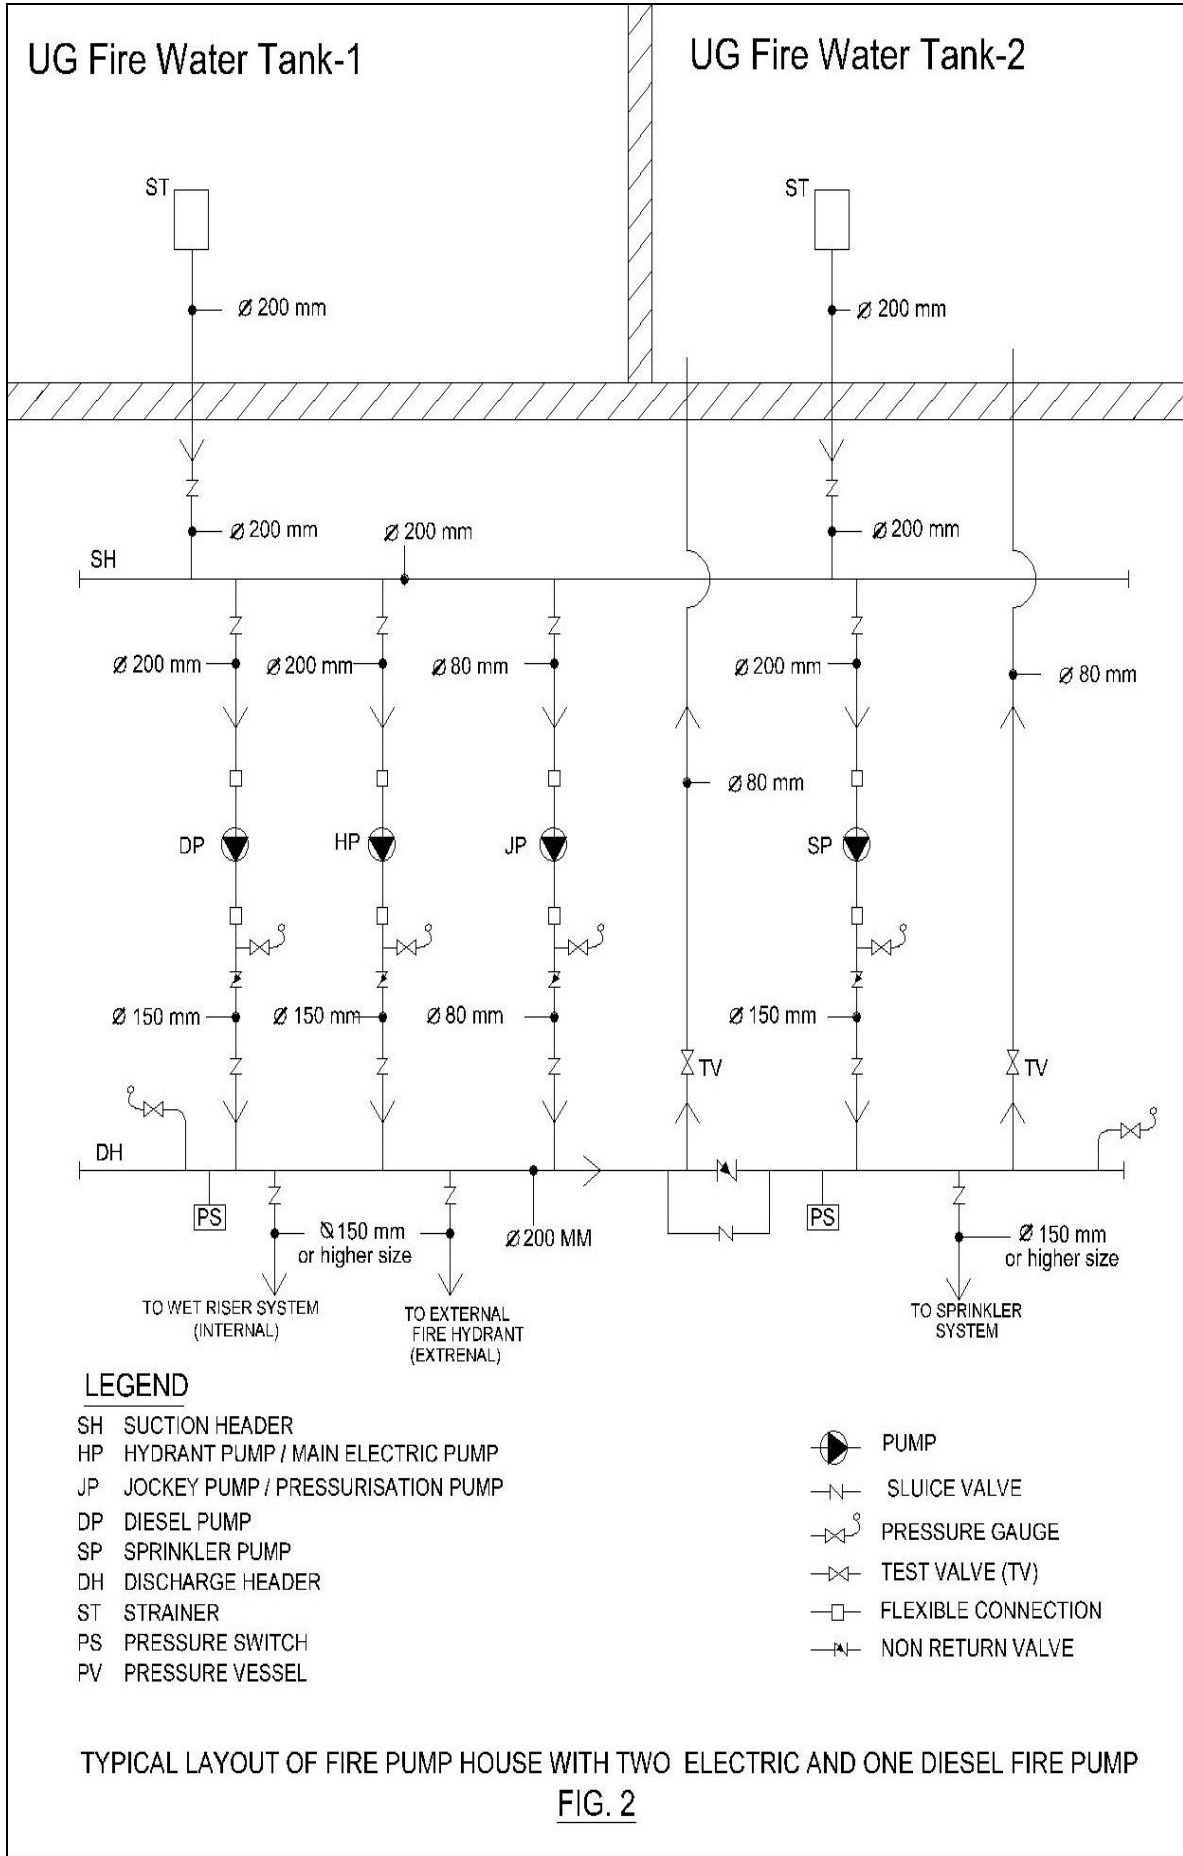 UG Fire Water Tank-1
UG Fire Water Tank-2
ST
ST
Ø 200 mm
Ø 200 mm
Ø 200 mm
Ø 200 mm
Ø 200 mm
SH
Ø 200 mm
Ø 200 mm
Ø 80 mm
Ø 200 mm
Ø 80 mm
Ø 80 mm
DP
HP
JP
SP
Ø 150 mm
Ø 150 mm
Ø 80 mm
Ø 150 mm
TV
TV
DH
PS
PS
Ø 150 mm
or higher size
Ø 200 MM
Ø 150 mm
or higher size
TO WET RISER SYSTEM
(INTERNAL)
TO EXTERNAL
FIRE HYDRANT
(EXTRENAL)
TO SPRINKLER
SYSTEM
LEGEND
SH SUCTION HEADER
HP HYDRANT PUMP / MAIN ELECTRIC PUMP
JP JOCKEY PUMP / PRESSURISATION PUMP
DP DIESEL PUMP
SP SPRINKLER PUMP
DH DISCHARGE HEADER
ST STRAINER
PS PRESSURE SWITCH
PV PRESSURE VESSEL
PUMP
SLUICE VALVE
PRESSURE GAUGE
TEST VALVE (TV)
FLEXIBLE CONNECTION
NON RETURN VALVE
TYPICAL LAYOUT OF FIRE PUMP HOUSE WITH TWO ELECTRIC AND ONE DIESEL FIRE PUMP
FIG. 2